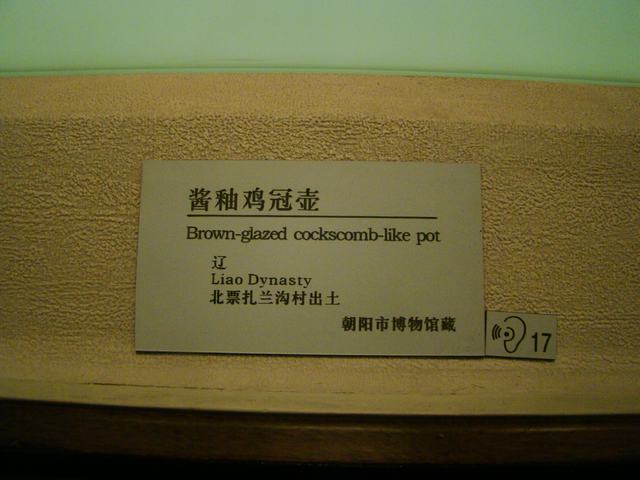 酱釉鸡冠壶
Brown-glazed cockscomb-like pot
辽
Liao Dynasty
北票扎兰沟村出土
朝阳市博物馆藏
17